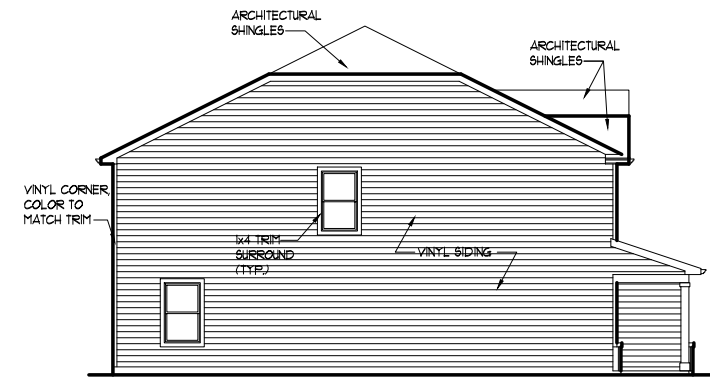 ARCHITECTURAL
SHINGLES
ARCHITECTURAL
SHINGLES
VINYL CORNER,
COLOR TO
MATCH TRIM
1x4 TRIM
SURROUND
(TYP.)
VINYL SIDING